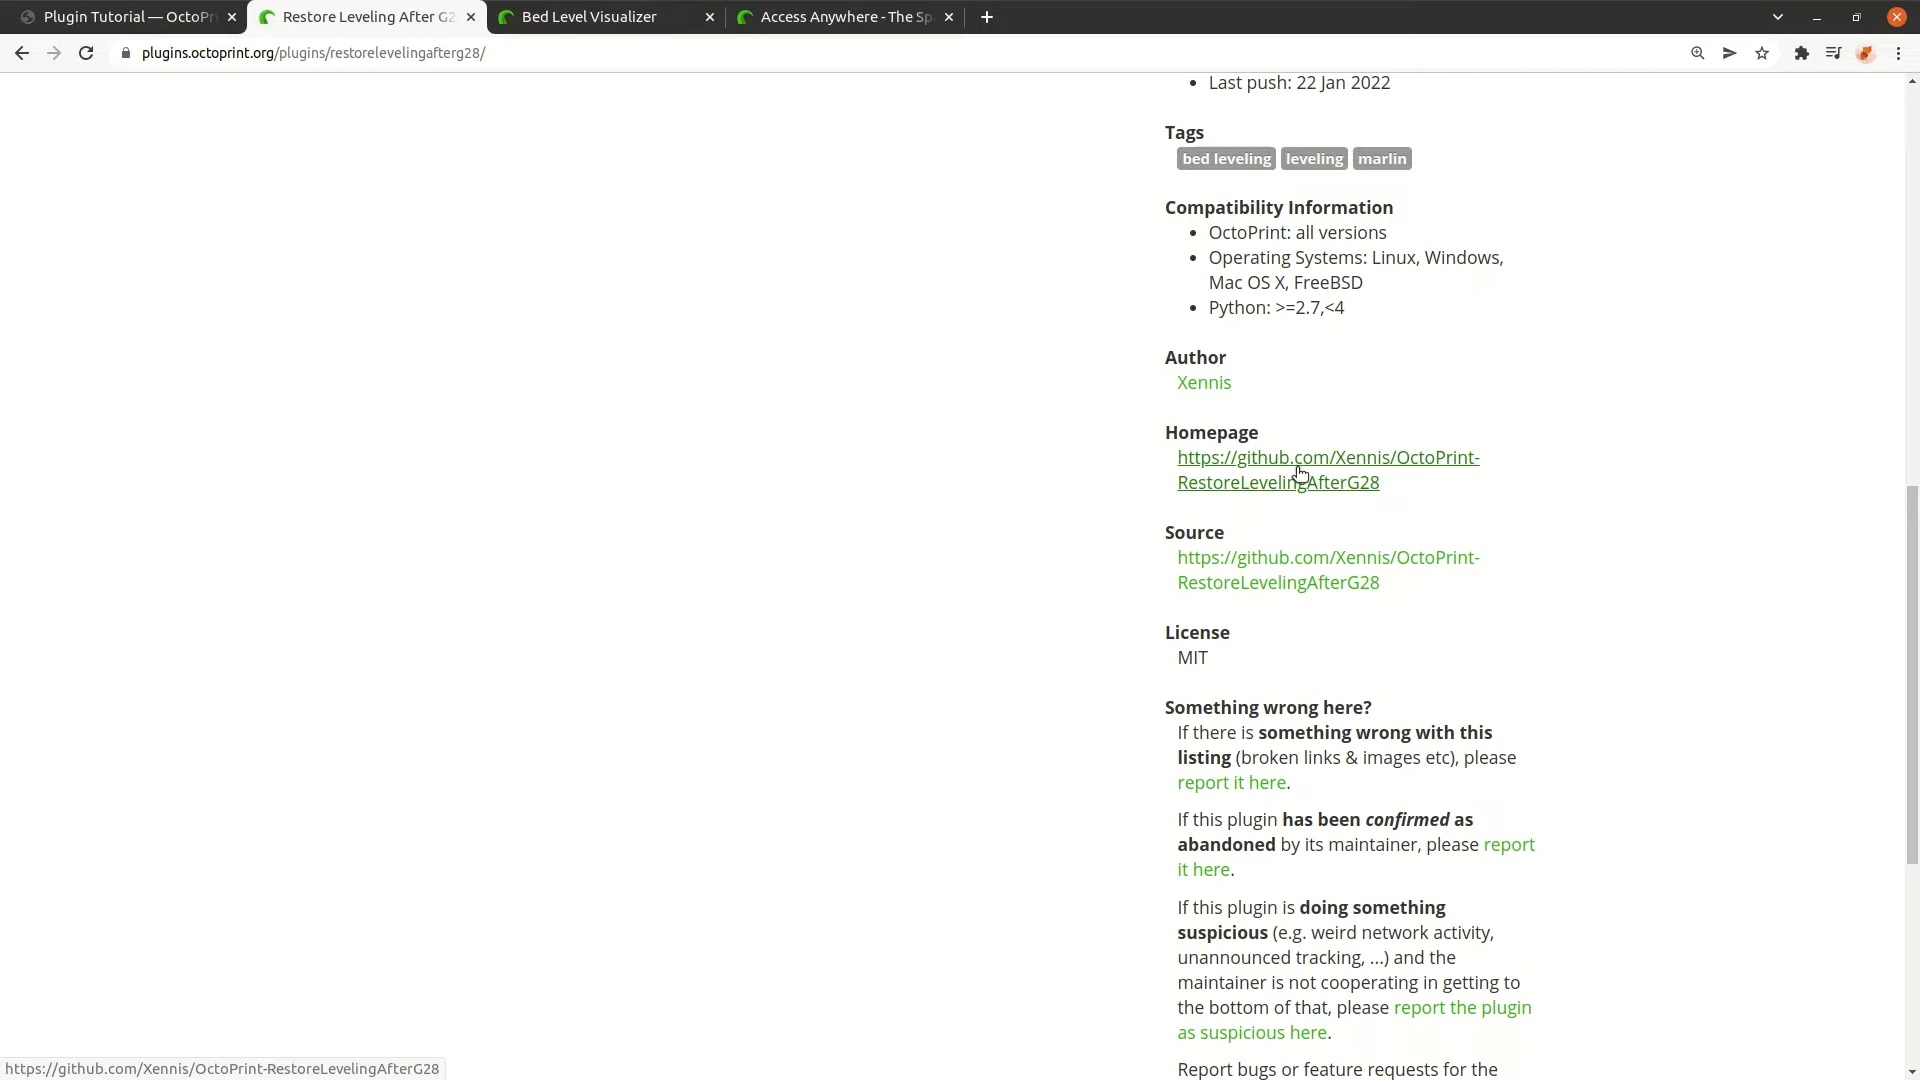 Plugin Tutorial — OctoPri
Restore Leveling After G2
Bed Level Visualizer
Access Anywhere - The Sp
plugins.octoprint.org/plugins/restorelevelingafterg28/
Last push: 22 Jan 2022
Tags
bed leveling leveling marlin
Compatibility Information
OctoPrint: all versions
Operating Systems: Linux, Windows,
Mac OS X, FreeBSD
Python: >=2.7,<4
Author
Xennis
Homepage
https://github.com/Xennis/OctoPrint-
RestoreLevelingAfterG28
Source
https://github.com/Xennis/OctoPrint-
RestoreLevelingAfterG28
License
MIT
Something wrong here?
If there is something wrong with this
listing (broken links & images etc), please
report it here.
If this plugin has been confirmed as
abandoned by its maintainer, please report
it here.
If this plugin is doing something
suspicious (e.g. weird network activity,
unannounced tracking, ...) and the
maintainer is not cooperating in getting to
the bottom of that, please report the plugin
as suspicious here.
Report bugs or feature requests for the
https://github.com/Xennis/OctoPrint-RestoreLevelingAfterG28